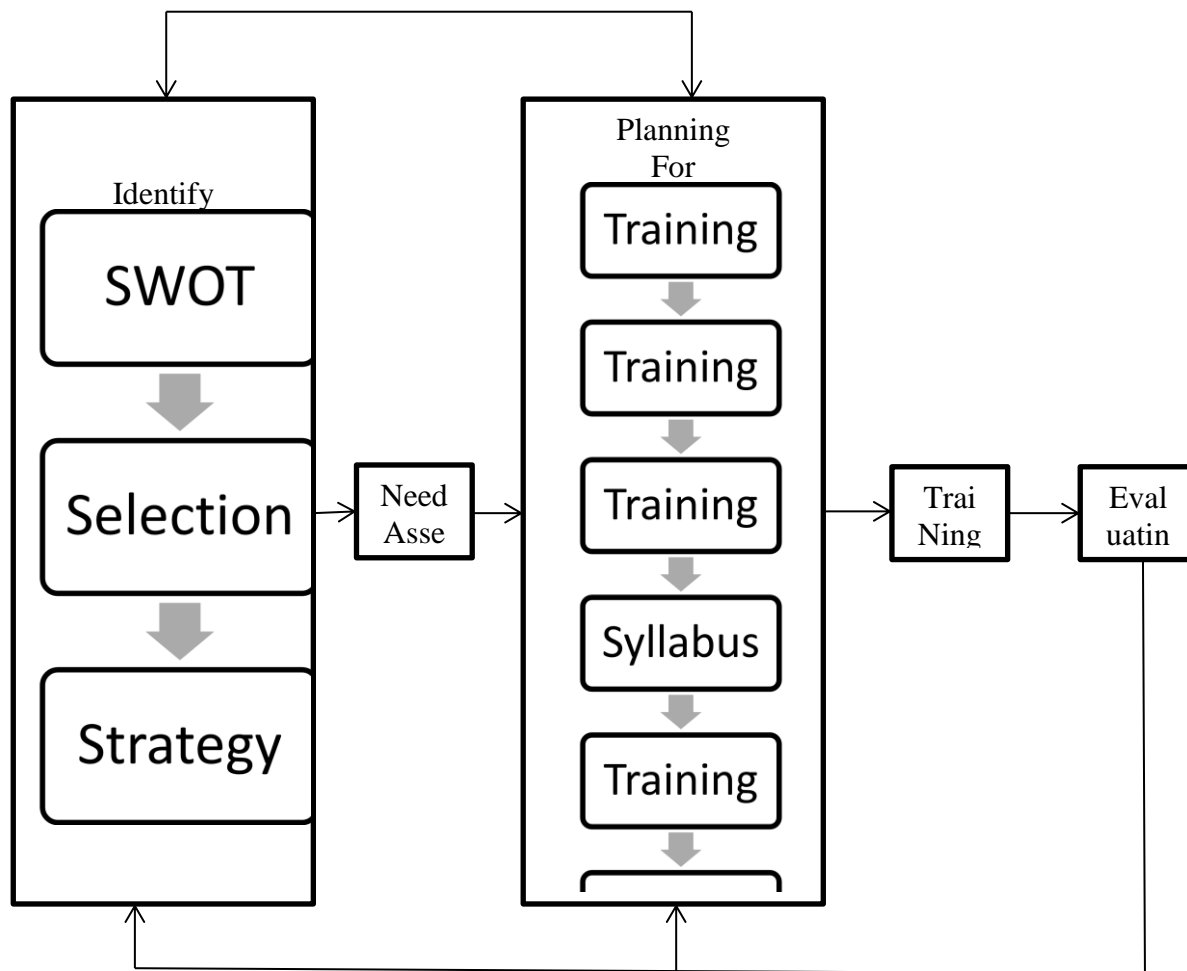 Identify
SWOT
Selection
Strategy
Need
Asse
Planning
For
Training
Training
Training
Syllabus
Training
Trai
Ning
Eval
uatin